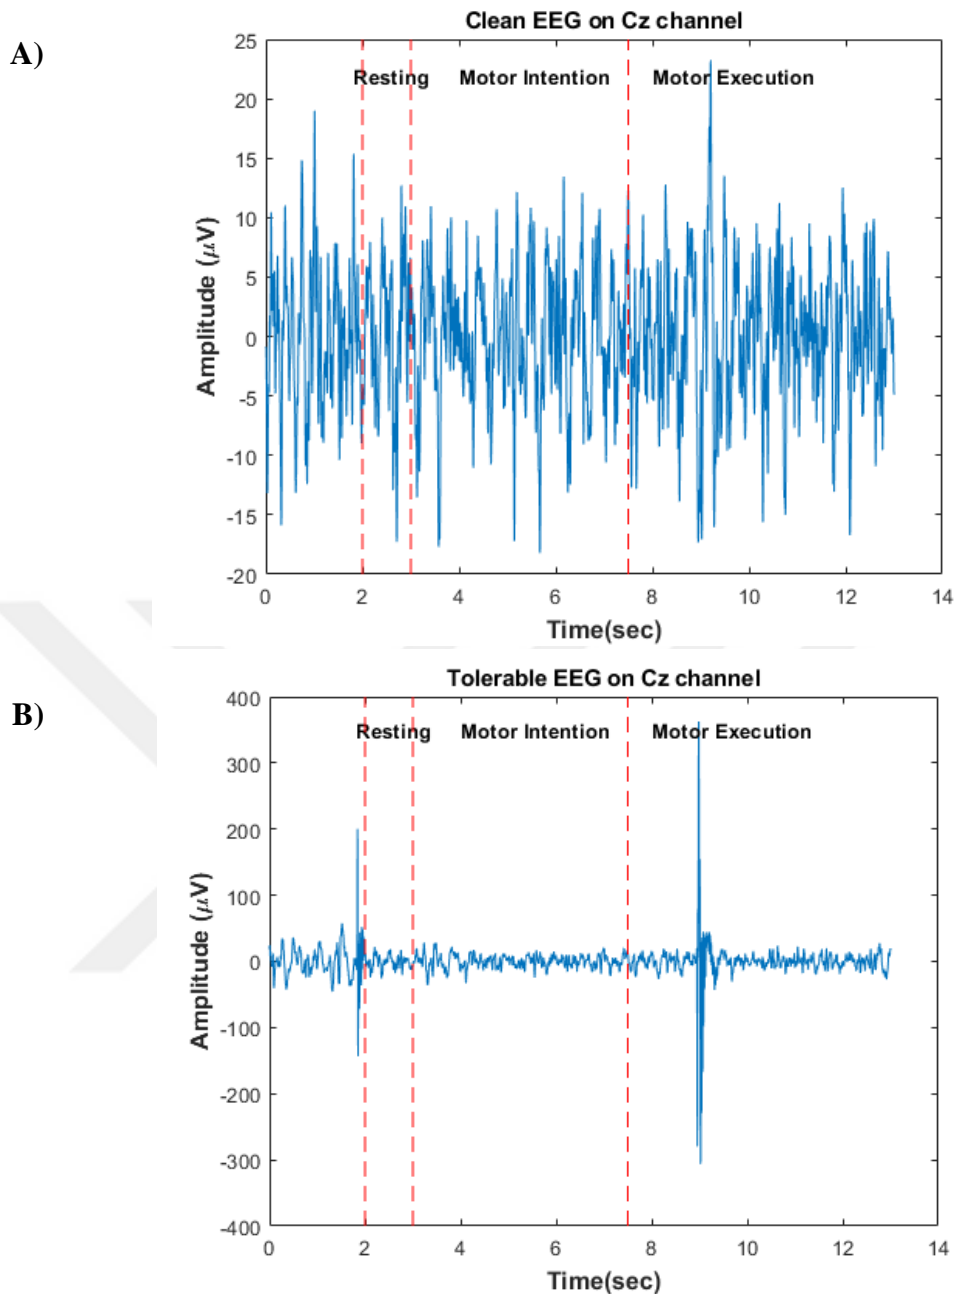 A)
Clean EEG on Cz channel
Resting Motor Intention Motor Execution
25
20
15
10
5
0
-5
-10
-15
-20
Amplitude (μV)
0 2 4 6 8 10 12 14
Time(sec)
B)
Tolerable EEG on Cz channel
Resting Motor Intention Motor Execution
400
300
200
100
0
-100
-200
-300
-400
Amplitude (μV)
0 2 4 6 8 10 12 14
Time(sec)